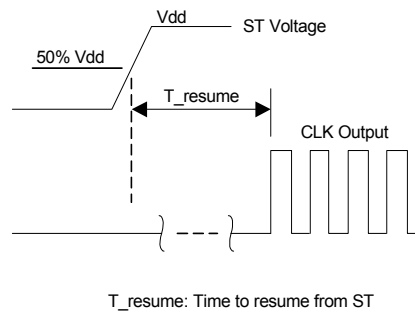 Vdd
ST Voltage
50% Vdd
T_resume
CLK Output
T_resume: Time to resume from ST